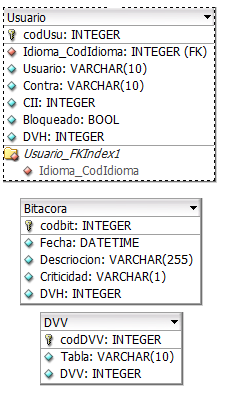 Usuario
codUsu: INTEGER
Idioma_CodIdioma: INTEGER (FK)
Usuario: VARCHAR(10)
Contra: VARCHAR(10)
CII: INTEGER
Bloqueado: BOOL
DVH: INTEGER
Usuario_FKIndex1
Idioma_CodIdioma
Bitacora
codbit: INTEGER
Fecha: DATETIME
Descriocion: VARCHAR(255)
Criticidad: VARCHAR(1)
DVH: INTEGER
DVV
codDVV: INTEGER
Tabla: VARCHAR(10)
DVV: INTEGER